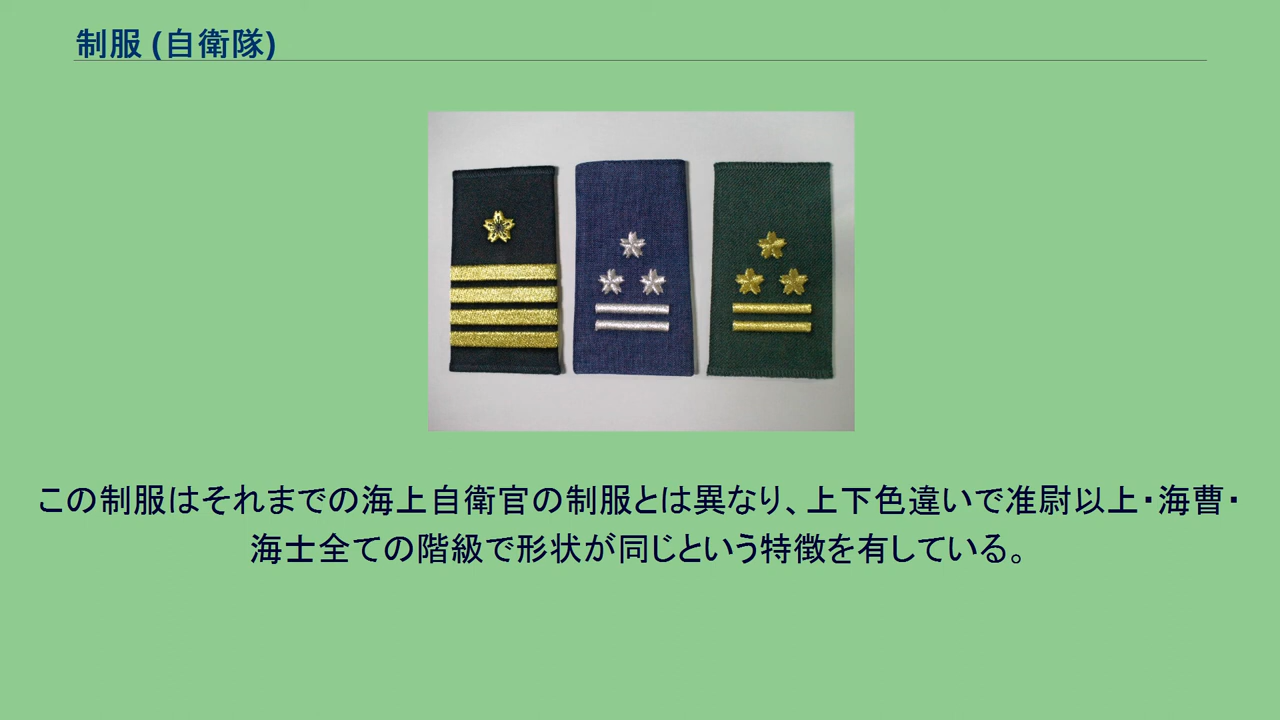 制服 (自衛隊)
この制服はそれまでの海上自衛官の制服とは異なり、上下色違いで准尉以上・海曹・
海士全ての階級で形状が同じという特徴を有している。